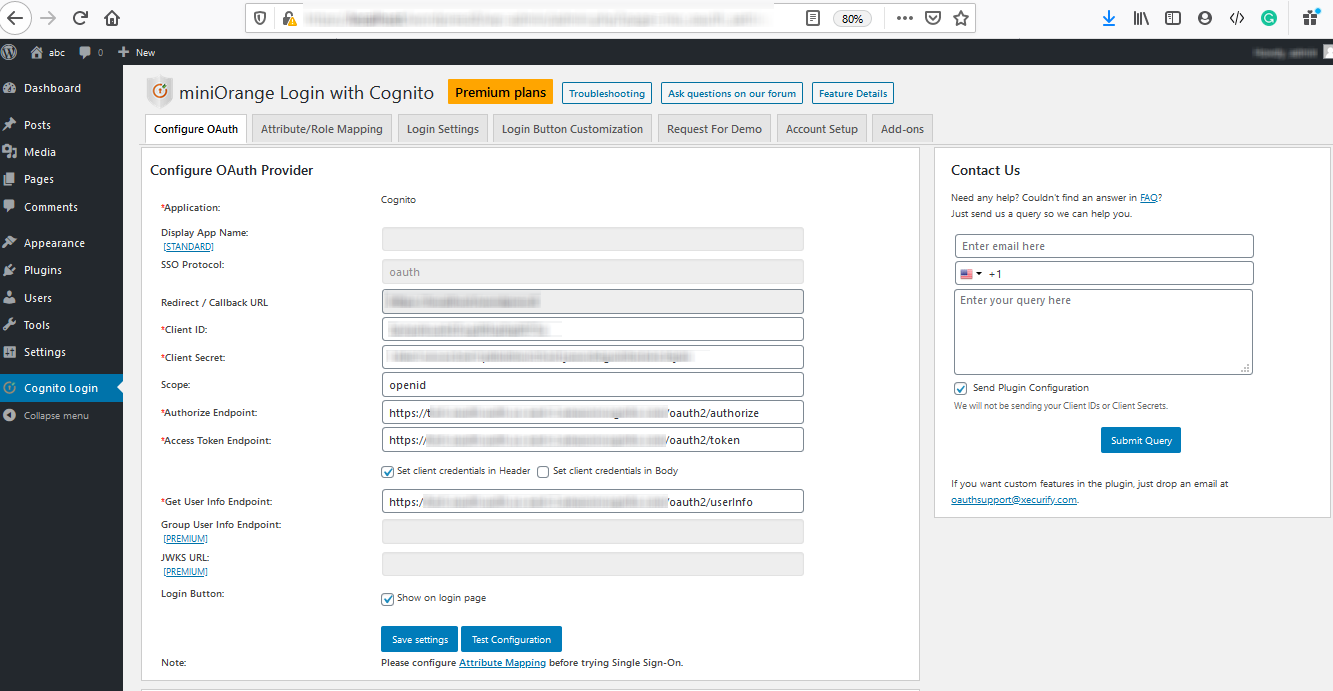 80%
abc
0
New
Dashboard
Posts
Media
Pages
Comments
Appearance
Plugins
Users
Tools
Settings
Cognito Login
Collapse menu
miniOrange Login with Cognito
Premium plans
Troubleshooting
Ask questions on our forum
Feature Details
Configure OAuth
Attribute/Role Mapping
Login Settings
Login Button Customization
Request For Demo
Account Setup
Add-ons
Configure OAuth Provider
*Application:
Cognito
Display App Name:
[STANDARD]
SSO Protocol:
oauth
Redirect / Callback URL
*Client ID:
*Client Secret:
Scope:
openid
*Authorize Endpoint:
https://t /oauth2/authorize
*Access Token Endpoint:
https:// /oauth2/token
Set client credentials in Header
Set client credentials in Body
*Get User Info Endpoint:
https:// /oauth2/userInfo
Group User Info Endpoint:
[PREMIUM]
JWKS URL:
[PREMIUM]
Login Button:
Show on login page
Save settings
Test Configuration
Note:
Please configure Attribute Mapping before trying Single Sign-On.
Contact Us
Need any help? Couldn't find an answer in FAQ?
Just send us a query so we can help you.
Enter email here
+1
Enter your query here
Send Plugin Configuration
We will not be sending your Client IDs or Client Secrets.
Submit Query
If you want custom features in the plugin, just drop an email at
oauthsupport@xecurify.com.